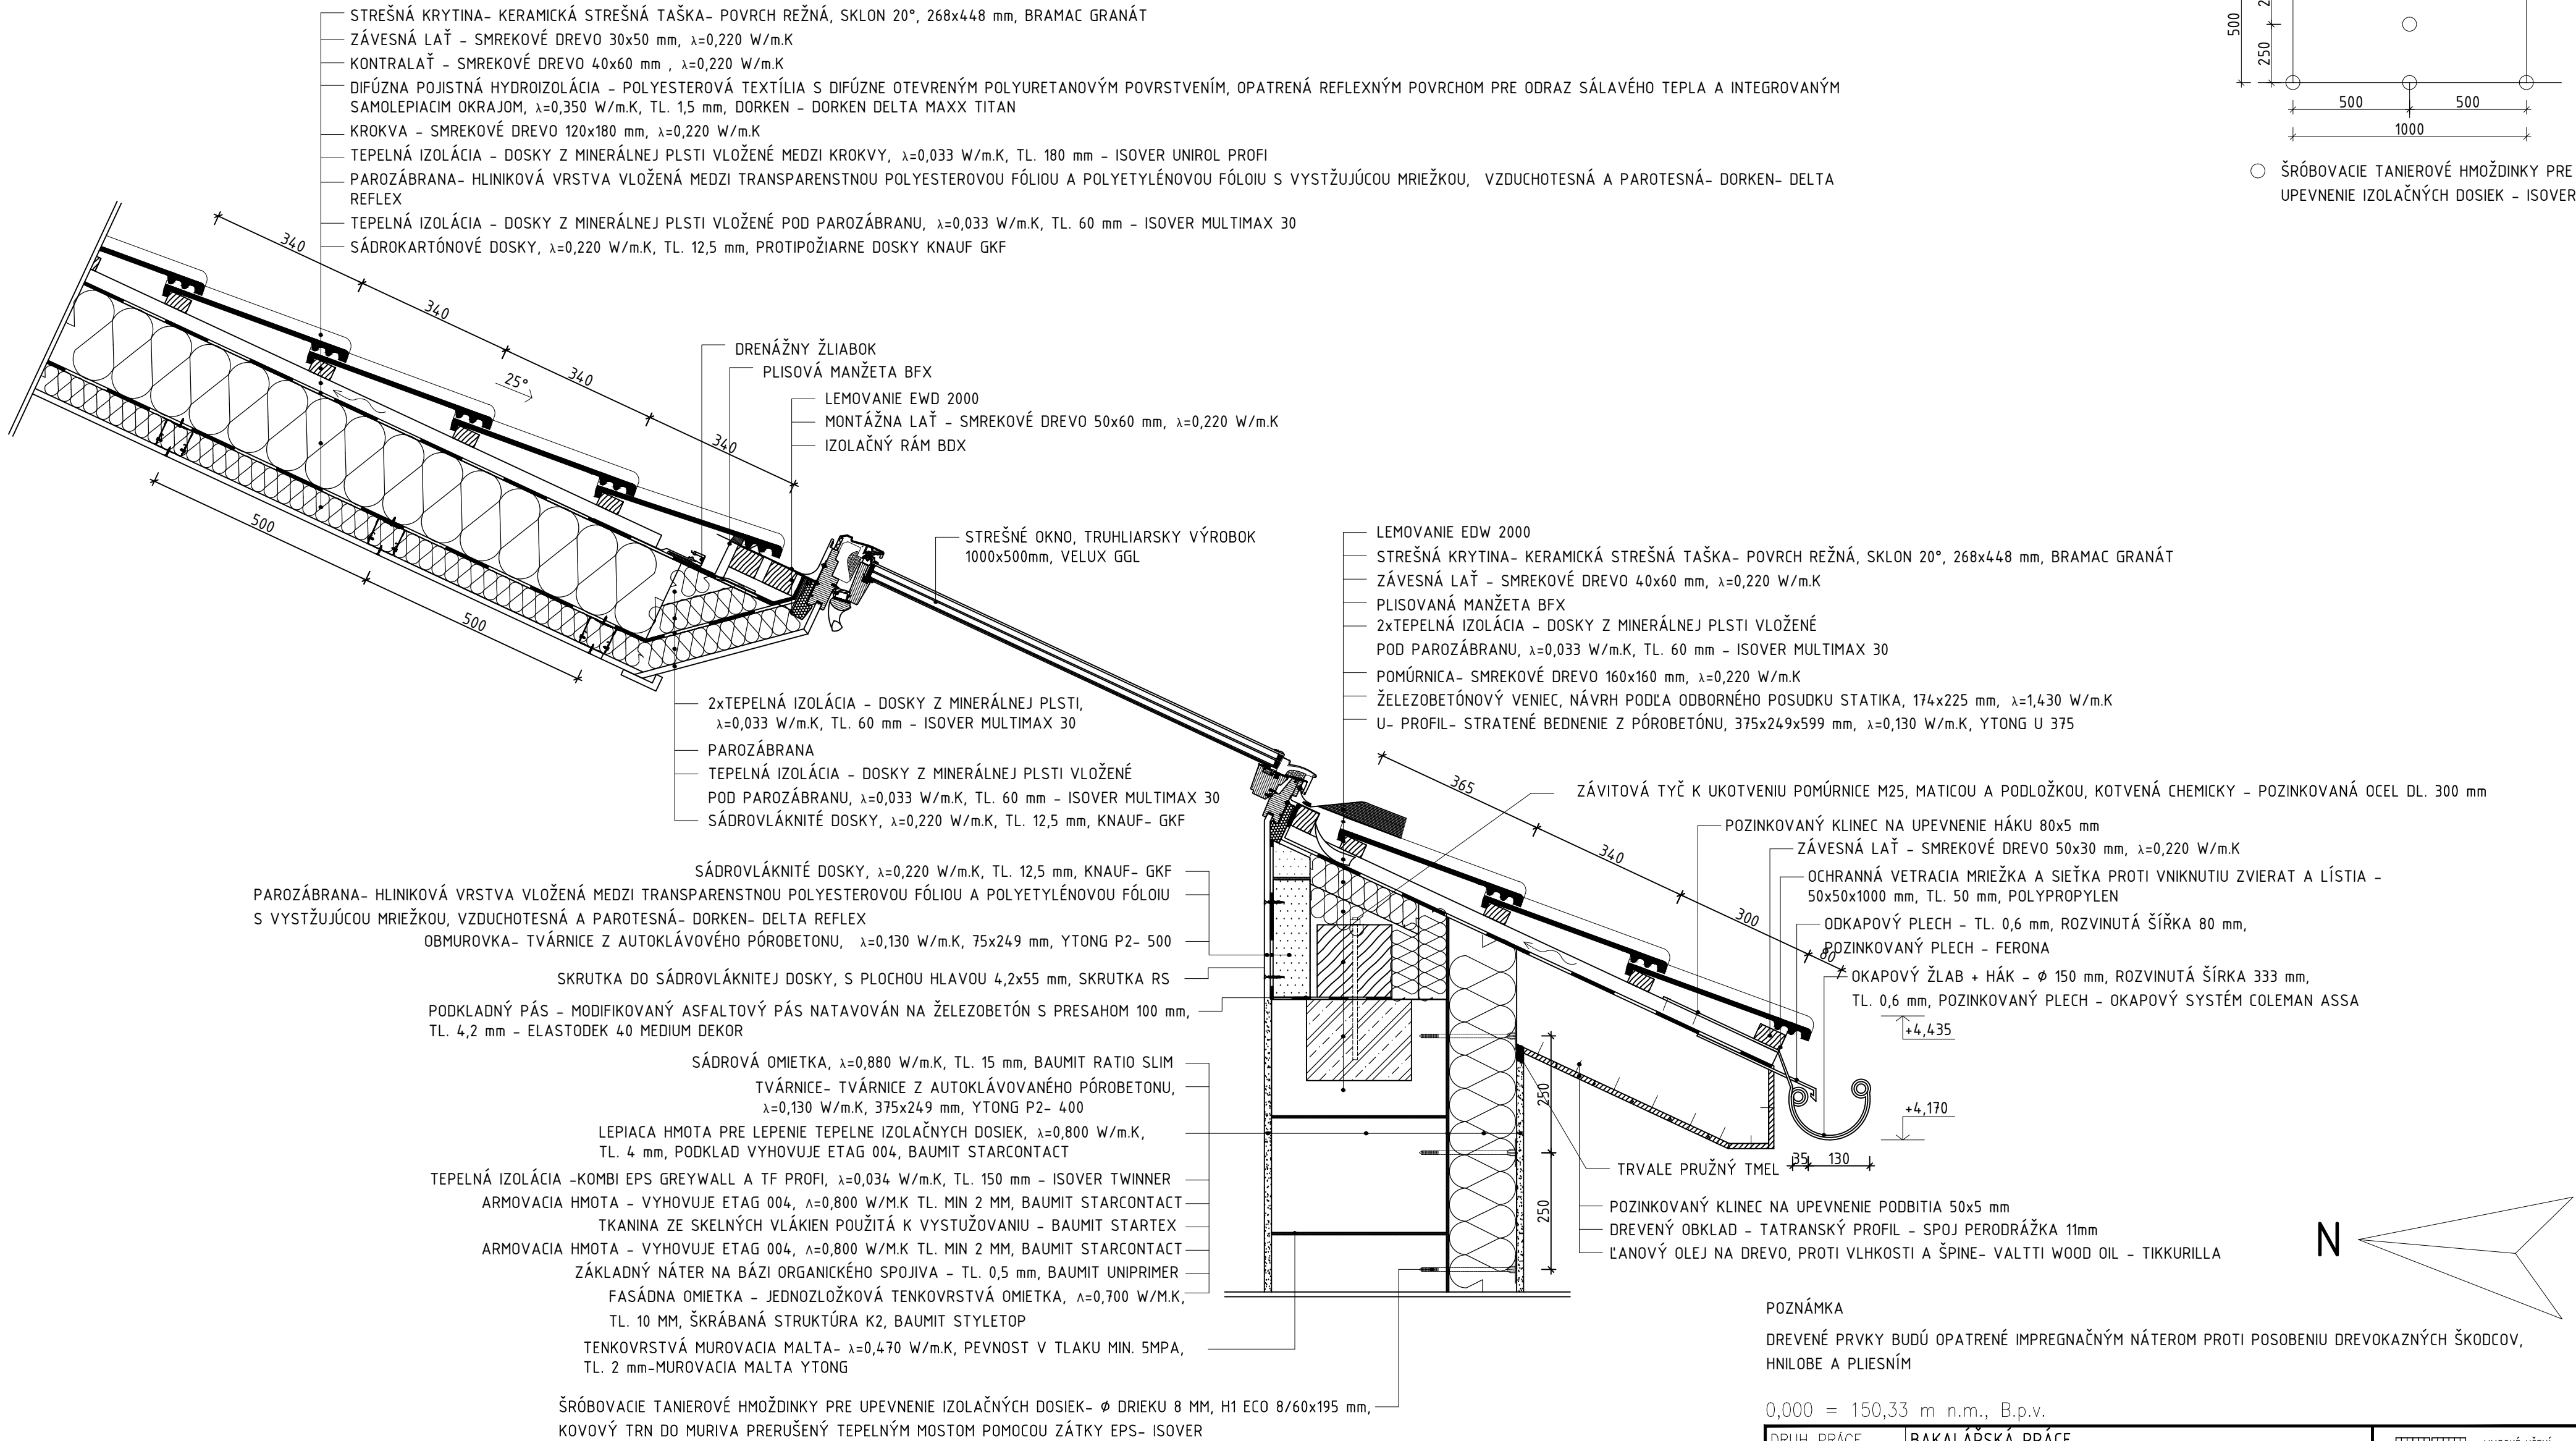 STREŠNÁ KRYTINA- KERAMICKÁ STREŠNÁ TAŠKA- POVRCH REŽNÁ, SKLON 20°, 268x448 mm, BRAMAC GRANÁT
ZÁVESNÁ LAŤ - SMREKOVÉ DREVO 30x50 mm, λ=0,220 W/m.K
KONTRALAŤ - SMREKOVÉ DREVO 40x60 mm , λ=0,220 W/m.K
DIFÚZNA POJISTNÁ HYDROIZOLÁCIA - POLYESTEROVÁ TEXTÍLIA S DIFÚZNE OTEVRENÝM POLYURETANOVÝM POVRSTVENÍM, OPATRENÁ REFLEXNÝM POVRCHOM PRE ODRAZ SÁLAVÉHO TEPLA A INTEGROVANÝM
SAMOLEPIACIM OKRAJOM, λ=0,350 W/m.K, TL. 1,5 mm, DORKEN - DORKEN DELTA MAXX TITAN
KROKVA - SMREKOVÉ DREVO 120x180 mm, λ=0,220 W/m.K
TEPELNÁ IZOLÁCIA - DOSKY Z MINERÁLNEJ PLSTI VLOŽENÉ MEDZI KROKVY, λ=0,033 W/m.K, TL. 180 mm - ISOVER UNIROL PROFI
PAROZÁBRANA- HLINIKOVÁ VRSTVA VLOŽENÁ MEDZI TRANSPARENSTNOU POLYESTEROVOU FÓLIOU A POLYETYLÉNOVOU FÓLOIU S VYSTŽUJÚCOU MRIEŽKOU, VZDUCHOTESNÁ A PAROTESNÁ- DORKEN- DELTA
REFLEX
TEPELNÁ IZOLÁCIA - DOSKY Z MINERÁLNEJ PLSTI VLOŽENÉ POD PAROZÁBRANU, λ=0,033 W/m.K, TL. 60 mm - ISOVER MULTIMAX 30
SÁDROKARTÓNOVÉ DOSKY, λ=0,220 W/m.K, TL. 12,5 mm, PROTIPOŽIARNE DOSKY KNAUF GKF
500
250
500
500
1000
ŠRÓBOVACIE TANIEROVÉ HMOŽDINKY PRE
UPEVNENIE IZOLAČNÝCH DOSIEK - ISOVER
340
340
340
340
25°
500
500
DRENÁŽNY ŽLIABOK
PLISOVÁ MANŽETA BFX
LEMOVANIE EWD 2000
MONTÁŽNA LAŤ - SMREKOVÉ DREVO 50x60 mm, λ=0,220 W/m.K
IZOLAČNÝ RÁM BDX
STREŠNÉ OKNO, TRUHLIARSKY VÝROBOK
1000x500mm, VELUX GGL
LEMOVANIE EDW 2000
STREŠNÁ KRYTINA- KERAMICKÁ STREŠNÁ TAŠKA- POVRCH REŽNÁ, SKLON 20°, 268x448 mm, BRAMAC GRANÁT
ZÁVESNÁ LAŤ - SMREKOVÉ DREVO 40x60 mm, λ=0,220 W/m.K
PLISOVANÁ MANŽETA BFX
2xTEPELNÁ IZOLÁCIA - DOSKY Z MINERÁLNEJ PLSTI VLOŽENÉ
POD PAROZÁBRANU, λ=0,033 W/m.K, TL. 60 mm - ISOVER MULTIMAX 30
POMÚRNICA- SMREKOVÉ DREVO 160x160 mm, λ=0,220 W/m.K
ŽELEZOBETÓNOVÝ VENIEC, NÁVRH PODĽA ODBORNÉHO POSUDKU STATIKA, 174x225 mm, λ=1,430 W/m.K
U- PROFIL- STRATENÉ BEDNENIE Z PÓROBETÓNU, 375x249x599 mm, λ=0,130 W/m.K, YTONG U 375
2xTEPELNÁ IZOLÁCIA - DOSKY Z MINERÁLNEJ PLSTI,
λ=0,033 W/m.K, TL. 60 mm - ISOVER MULTIMAX 30
PAROZÁBRANA
TEPELNÁ IZOLÁCIA - DOSKY Z MINERÁLNEJ PLSTI VLOŽENÉ
POD PAROZÁBRANU, λ=0,033 W/m.K, TL. 60 mm - ISOVER MULTIMAX 30
SÁDROVLÁKNITÉ DOSKY, λ=0,220 W/m.K, TL. 12,5 mm, KNAUF- GKF
365
340
300
80
ZÁVITOVÁ TYČ K UKOTVENIU POMÚRNICE M25, MATICOU A PODLOŽKOU, KOTVENÁ CHEMICKY - POZINKOVANÁ OCEL DL. 300 mm
POZINKOVANÝ KLINEC NA UPEVNENIE HÁKU 80x5 mm
ZÁVESNÁ LAŤ - SMREKOVÉ DREVO 50x30 mm, λ=0,220 W/m.K
OCHRANNÁ VETRACIA MRIEŽKA A SIEŤKA PROTI VNIKNUTIU ZVIERAT A LÍSTIA -
50x50x1000 mm, TL. 50 mm, POLYPROPYLEN
ODKAPOVÝ PLECH - TL. 0,6 mm, ROZVINUTÁ ŠÍŘKA 80 mm,
POZINKOVANÝ PLECH - FERONA
OKAPOVÝ ŽLAB + HÁK - Ø 150 mm, ROZVINUTÁ ŠÍRKA 333 mm,
TL. 0,6 mm, POZINKOVANÝ PLECH - OKAPOVÝ SYSTÉM COLEMAN ASSA
+4,435
+4,170
35
130
250
250
SÁDROVLÁKNITÉ DOSKY, λ=0,220 W/m.K, TL. 12,5 mm, KNAUF- GKF
PAROZÁBRANA- HLINIKOVÁ VRSTVA VLOŽENÁ MEDZI TRANSPARENSTNOU POLYESTEROVOU FÓLIOU A POLYETYLÉNOVOU FÓLOIU
S VYSTŽUJÚCOU MRIEŽKOU, VZDUCHOTESNÁ A PAROTESNÁ- DORKEN- DELTA REFLEX
OBMUROVKA- TVÁRNICE Z AUTOKLÁVOVÉHO PÓROBETONU, λ=0,130 W/m.K, 75x249 mm, YTONG P2- 500
SKRUTKA DO SÁDROVLÁKNITEJ DOSKY, S PLOCHOU HLAVOU 4,2x55 mm, SKRUTKA RS
PODKLADNÝ PÁS - MODIFIKOVANÝ ASFALTOVÝ PÁS NATAVOVÁN NA ŽELEZOBETÓN S PRESAHOM 100 mm,
TL. 4,2 mm - ELASTODEK 40 MEDIUM DEKOR
SÁDROVÁ OMIETKA, λ=0,880 W/m.K, TL. 15 mm, BAUMIT RATIO SLIM
TVÁRNICE- TVÁRNICE Z AUTOKLÁVOVANÉHO PÓROBETONU,
λ=0,130 W/m.K, 375x249 mm, YTONG P2- 400
LEPIACA HMOTA PRE LEPENIE TEPELNE IZOLAČNYCH DOSIEK, λ=0,800 W/m.K,
TL. 4 mm, PODKLAD VYHOVUJE ETAG 004, BAUMIT STARCONTACT
TEPELNÁ IZOLÁCIA -KOMBI EPS GREYWALL A TF PROFI, λ=0,034 W/m.K, TL. 150 mm - ISOVER TWINNER
ARMOVACIA HMOTA - VYHOVUJE ETAG 004, Λ=0,800 W/M.K TL. MIN 2 MM, BAUMIT STARCONTACT
TKANINA ZE SKELNÝCH VLÁKIEN POUŽITÁ K VYSTUŽOVANIU - BAUMIT STARTEX
ARMOVACIA HMOTA - VYHOVUJE ETAG 004, Λ=0,800 W/M.K TL. MIN 2 MM, BAUMIT STARCONTACT
ZÁKLADNÝ NÁTER NA BÁZI ORGANICKÉHO SPOJIVA - TL. 0,5 mm, BAUMIT UNIPRIMER
FASÁDNA OMIETKA - JEDNOZLOŽKOVÁ TENKOVRSTVÁ OMIETKA, Λ=0,700 W/M.K,
TL. 10 MM, ŠKRÁBANÁ STRUKTÚRA K2, BAUMIT STYLETOP
TENKOVRSTVÁ MUROVACIA MALTA- λ=0,470 W/m.K, PEVNOST V TLAKU MIN. 5MPA,
TL. 2 mm-MUROVACIA MALTA YTONG
ŠRÓBOVACIE TANIEROVÉ HMOŽDINKY PRE UPEVNENIE IZOLAČNÝCH DOSIEK- Ø DRIEKU 8 MM, H1 ECO 8/60x195 mm,
KOVOVÝ TRN DO MURIVA PRERUŠENÝ TEPELNÝM MOSTOM POMOCOU ZÁTKY EPS- ISOVER
TRVALE PRUŽNÝ TMEL
POZINKOVANÝ KLINEC NA UPEVNENIE PODBITIA 50x5 mm
DREVENÝ OBKLAD - TATRANSKÝ PROFIL - SPOJ PERODRÁŽKA 11mm
ĽANOVÝ OLEJ NA DREVO, PROTI VLHKOSTI A ŠPINE- VALTTI WOOD OIL - TIKKURILLA
N
POZNÁMKA
DREVENÉ PRVKY BUDÚ OPATRENÉ IMPREGNAČNÝM NÁTEROM PROTI POSOBENIU DREVOKAZNÝCH ŠKODCOV,
HNILOBE A PLIESNÍM
0,000 = 150,33 m n.m., B.p.v.
DRUH PRÁCE
BAKALÁŘSKÁ PRÁCE